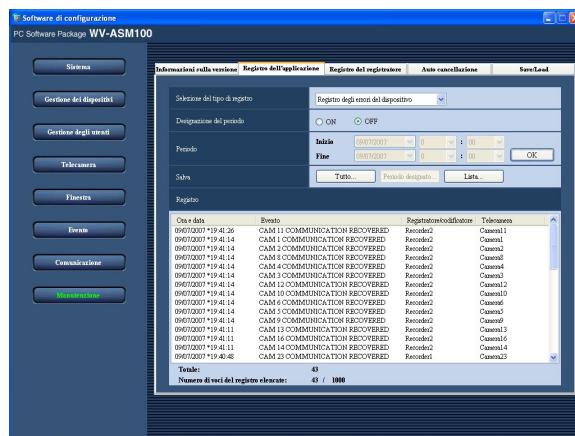 Software di configurazione
PC Software Package WV-ASM100
Sistema
Gestione dei dispositivi
Gestione degli utenti
Telecamera
Finestra
Evento
Comunicazione
Manutenzione
Informazioni sulla versione Registro dell'applicazione Registro del registratore Auto cancellazione Save/Load
Selezione del tipo di registro Registro degli errori del dispositivo
Designazione del periodo ON OFF
Periodo
Inizio 09/07/2007 0 : 00
Fine 09/07/2007 0 : 00 OK
Salva Tutto... Periodo designato... Lista...
Registro
Ora e data Evento Registratore/codificatore Telecamera
09/07/2007 *19:41:26 CAM 11 COMMUNICATION RECOVERED Recorder2 Camera11
09/07/2007 *19:41:14 CAM 1 COMMUNICATION RECOVERED Recorder2 Camera1
09/07/2007 *19:41:14 CAM 2 COMMUNICATION RECOVERED Recorder2 Camera2
09/07/2007 *19:41:14 CAM 8 COMMUNICATION RECOVERED Recorder2 Camera8
09/07/2007 *19:41:14 CAM 4 COMMUNICATION RECOVERED Recorder2 Camera4
09/07/2007 *19:41:14 CAM 3 COMMUNICATION RECOVERED Recorder2 Camera3
09/07/2007 *19:41:14 CAM 12 COMMUNICATION RECOVERED Recorder2 Camera12
09/07/2007 *19:41:14 CAM 10 COMMUNICATION RECOVERED Recorder2 Camera10
09/07/2007 *19:41:14 CAM 6 COMMUNICATION RECOVERED Recorder2 Camera6
09/07/2007 *19:41:14 CAM 5 COMMUNICATION RECOVERED Recorder2 Camera5
09/07/2007 *19:41:14 CAM 9 COMMUNICATION RECOVERED Recorder2 Camera9
09/07/2007 *19:41:11 CAM 13 COMMUNICATION RECOVERED Recorder2 Camera13
09/07/2007 *19:41:11 CAM 16 COMMUNICATION RECOVERED Recorder2 Camera16
09/07/2007 *19:41:11 CAM 14 COMMUNICATION RECOVERED Recorder2 Camera14
09/07/2007 *19:40:48 CAM 23 COMMUNICATION RECOVERED Recorder1 Camera23
Totale: 43
Numero di voci del registro elencate: 43 / 1000